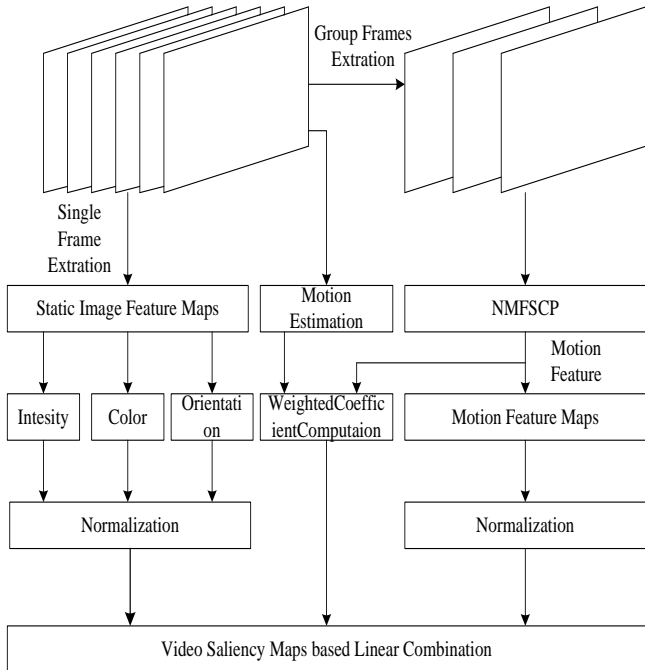 Group Frames
Extration
Single
Frame
Extration
Static Image Feature Maps
Motion
Estimation
NMFSCP
Motion
Feature
Intesity
Color
Orientati
on
WeightedCoeffic
ientComputaion
Motion Feature Maps
Normalization
Normalization
Video Saliency Maps based Linear Combination